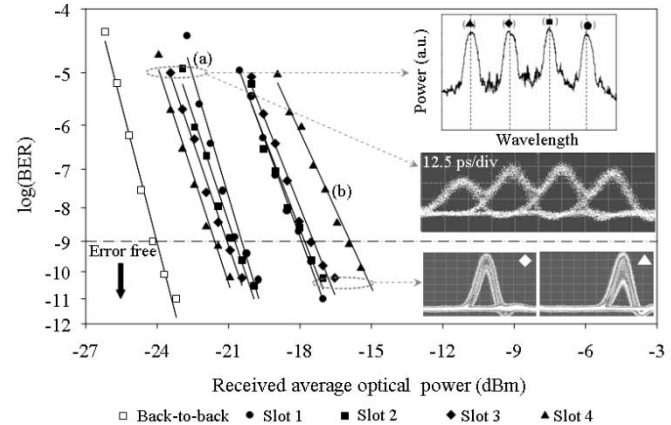 -4
-5
-6
-7
-8
-9
-10
-11
-12
log(BER)
(a)
(b)
Error free
Power (a.u.)
(▲) (◆) (■) (●)
Wavelength
12.5 ps/div
-27 -24 -21 -18 -15 -12 -9 -6 -3
Received average optical power (dBm)
Back-to-back Slot 1 Slot 2 Slot 3 Slot 4